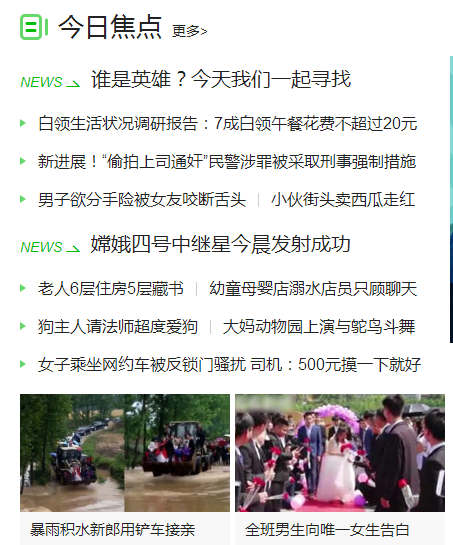 今日焦点 更多>
NEWS 谁是英雄？今天我们一起寻找
白领生活状况调研报告：7成白领午餐花费不超过20元
新进展！“偷拍上司通奸”民警涉罪被采取刑事强制措施
男子欲分手险被女友咬断舌头 | 小伙街头卖西瓜走红
NEWS 嫦娥四号中继星今晨发射成功
老人6层住房5层藏书 | 幼童母婴店溺水店员只顾聊天
狗主人请法师超度爱狗 | 大妈动物园上演与鸵鸟斗舞
女子乘坐网约车被反锁门骚扰 司机：500元摸一下就好
暴雨积水新郎用铲车接亲
全班男生向唯一女生告白